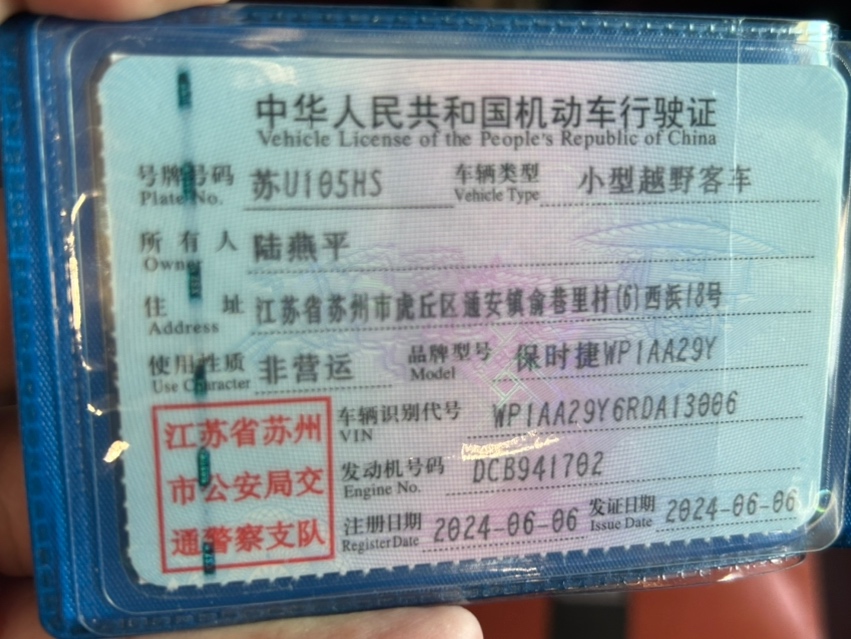 中华人民共和国机动车行驶证
Vehicle License of the People's Republic of China
号牌号码 苏U105HS 车辆类型 小型越野客车
Plate No. Vehicle Type
所有人 陆燕平
Owner
住址 江苏省苏州市虎丘区通安镇俞巷里村(6)西浜18号
Address
使用性质 非营运 品牌型号 保时捷WP1AA29Y
Use Character Model
江苏省苏州
市公安局交
通警察支队
车辆识别代号 WP1AA29Y6RDA13006
VIN
发动机号码 DCB941702
Engine No.
注册日期 2024-06-06 发证日期 2024-06-06
Register Date Issue Date